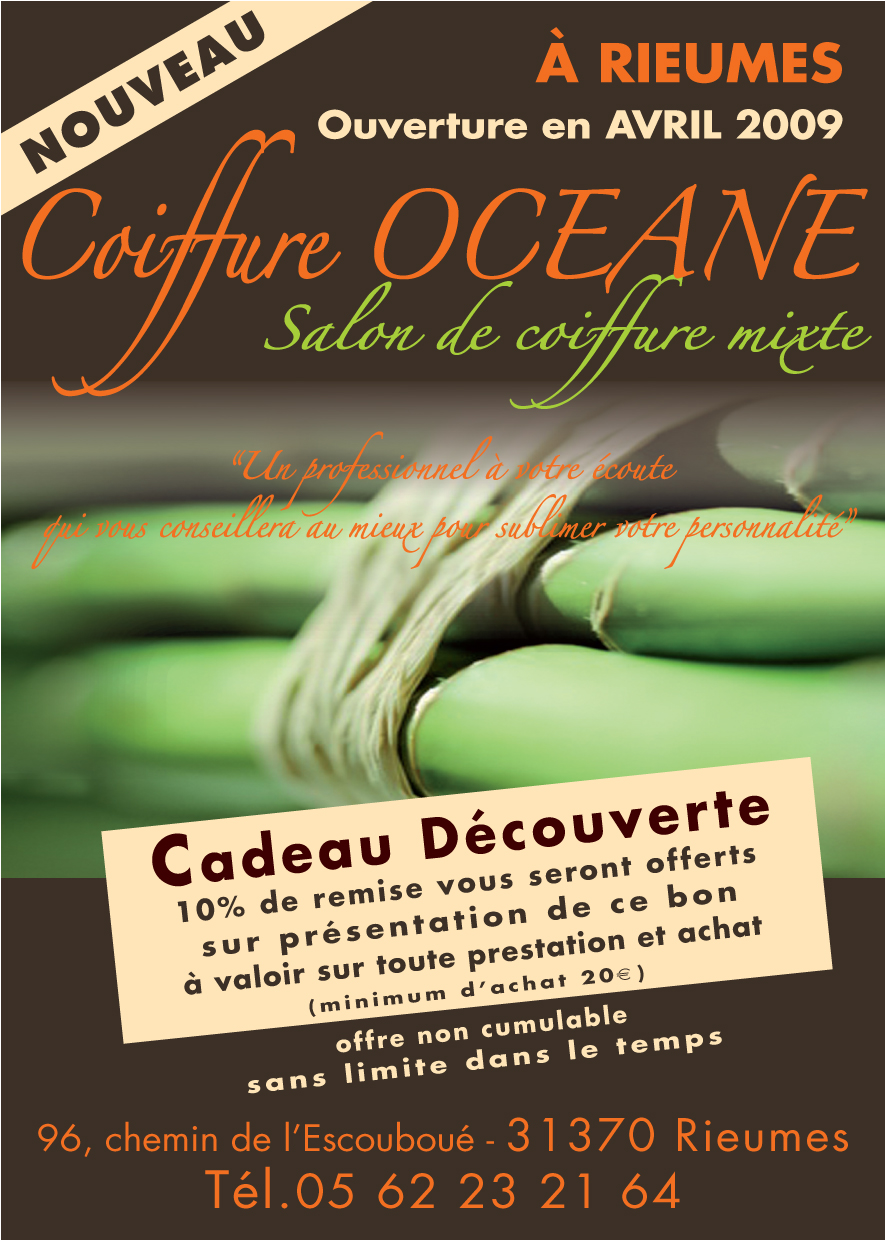 NOUVEAU
À RIEUMES
Ouverture en AVRIL 2009
Coiffure OCEANE
Salon de coiffure mixte
“Un professionnel à votre écoute
qui vous conseillera au mieux pour sublimer votre personnalité”
Cadeau Découverte
10% de remise vous seront offerts
sur présentation de ce bon
à valoir sur toute prestation et achat
(minimum d’achat 20€)
offre non cumulable
sans limite dans le temps
96, chemin de l’Escouboué - 31370 Rieumes
Tél.05 62 23 21 64